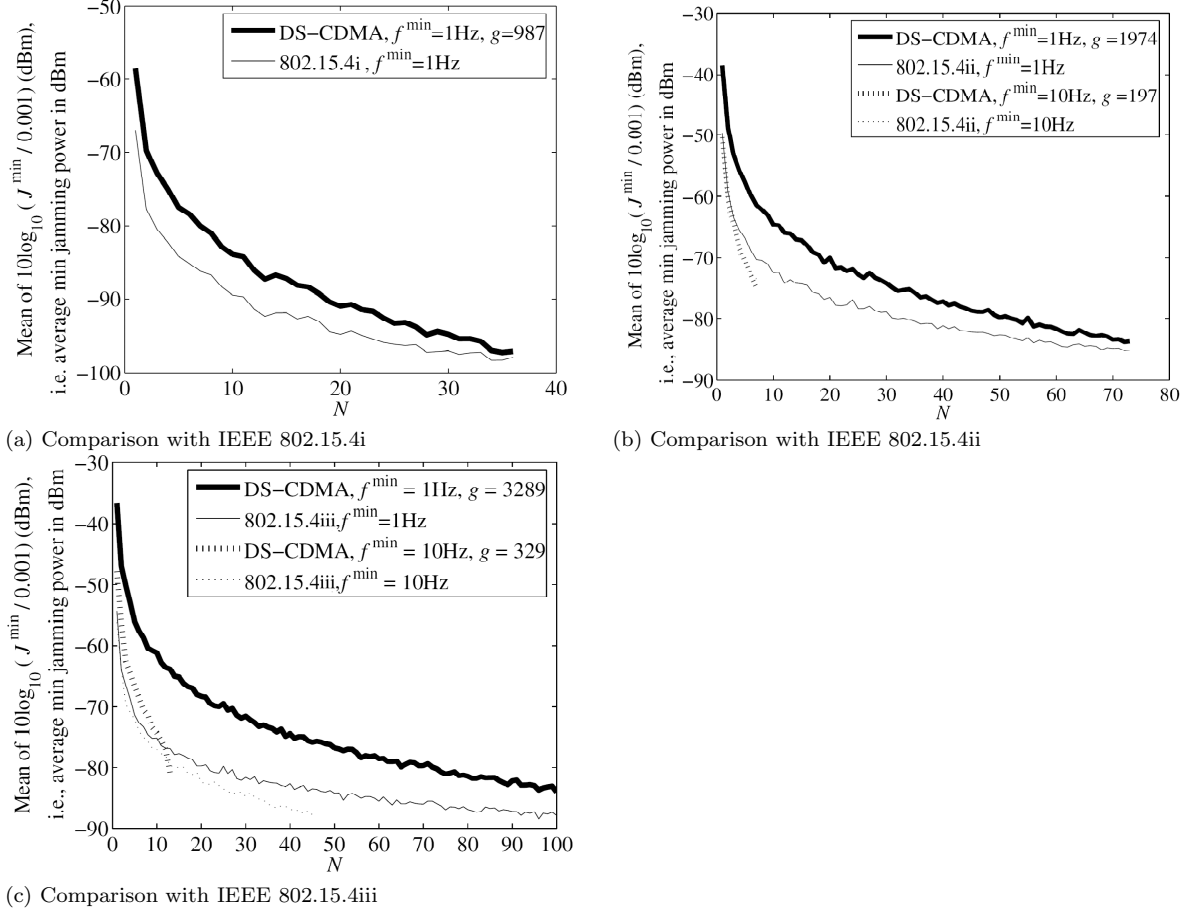 Mean of 10log10( J^min / 0.001) (dBm),
i.e. average min jamming power in dBm
DS−CDMA, f^min=1Hz, g=987
802.15.4i , f^min=1Hz
−50
−60
−70
−80
−90
−100
0 10 20 30 40
N
(a) Comparison with IEEE 802.15.4i
Mean of 10log10( J^min / 0.001) (dBm),
i.e.. average min jamming power in dBm
DS−CDMA, f^min=1Hz, g=1974
802.15.4ii, f^min=1Hz
DS−CDMA, f^min=10Hz, g=197
802.15.4ii, f^min=10Hz
−30
−40
−50
−60
−70
−80
−90
0 10 20 30 40 50 60 70 80
N
(b) Comparison with IEEE 802.15.4ii
Mean of 10log10( J^min / 0.001) (dBm),
i.e., average min jamming power in dBm
DS−CDMA, f^min = 1Hz, g = 3289
802.15.4iii,f^min=1Hz
DS−CDMA, f^min = 10Hz, g = 329
802.15.4iii,f^min = 10Hz
−30
−40
−50
−60
−70
−80
−90
0 10 20 30 40 50 60 70 80 90 100
N
(c) Comparison with IEEE 802.15.4iii